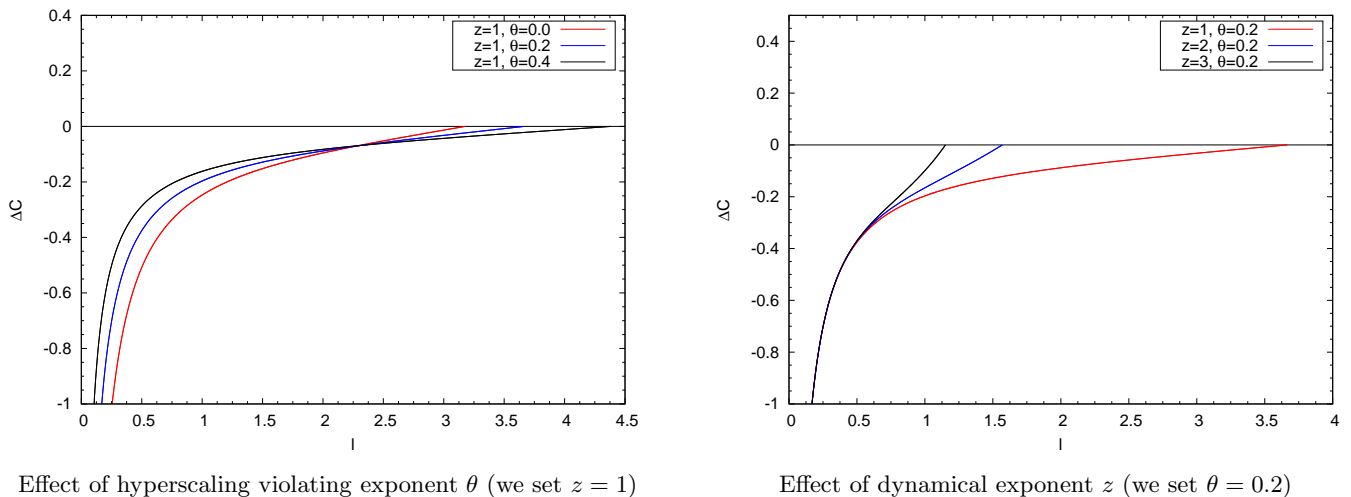 0.4
0.2
0
-0.2
-0.4
-0.6
-0.8
-1
0
0.5
1
1.5
2
2.5
3
3.5
4
4.5
ΔC
l
z=1, θ=0.0
z=1, θ=0.2
z=1, θ=0.4
Effect of hyperscaling violating exponent θ (we set z = 1)
0.4
0.2
0
-0.2
-0.4
-0.6
-0.8
-1
0
0.5
1
1.5
2
2.5
3
3.5
4
ΔC
l
z=1, θ=0.2
z=2, θ=0.2
z=3, θ=0.2
Effect of dynamical exponent z (we set θ = 0.2)